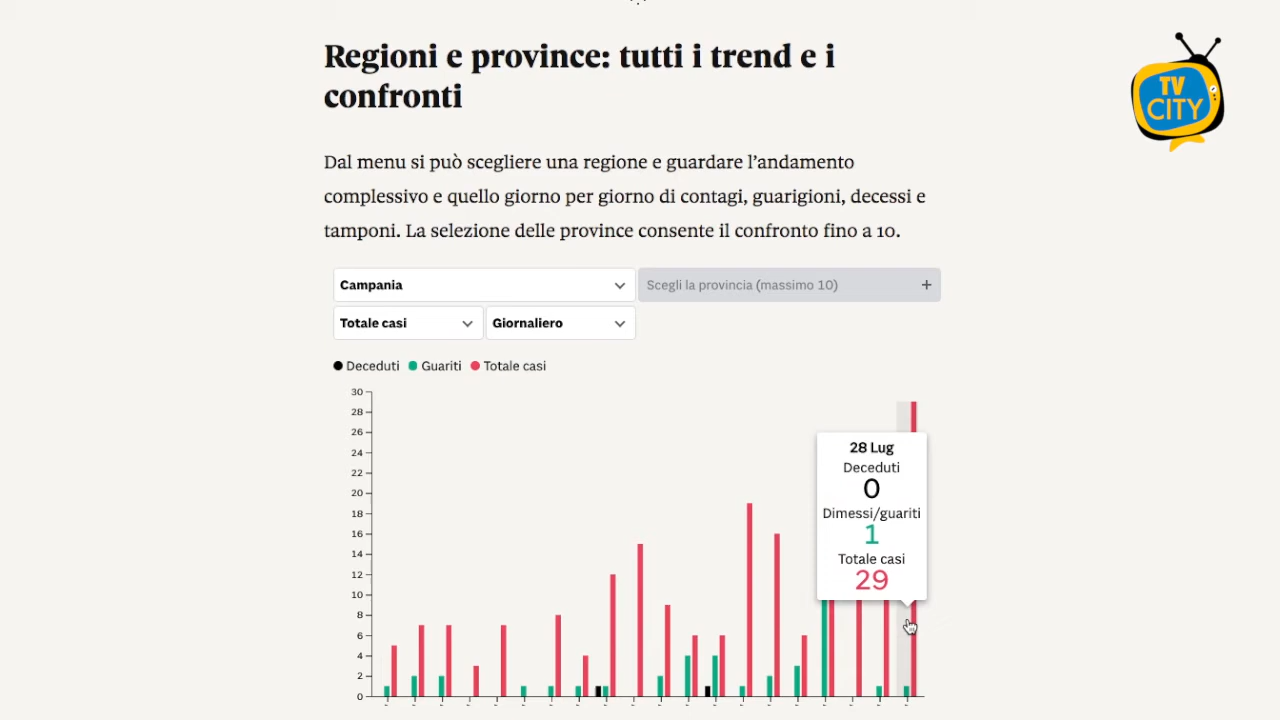 Regioni e province: tutti i trend e i
confronti
TV
CITY
Dal menu si può scegliere una regione e guardare l'andamento
complessivo e quello giorno per giorno di contagi, guarigioni, decessi e
tamponi. La selezione delle province consente il confronto fino a 10.
Campania
Scegli la provincia (massimo 10) +
Totale casi
Giornaliero
Deceduti Guariti Totale casi
30
28
26
24
22
20
18
16
14
12
10
8
6
4
2
0
28 Lug
Deceduti
0
Dimessi/guariti
1
Totale casi
29